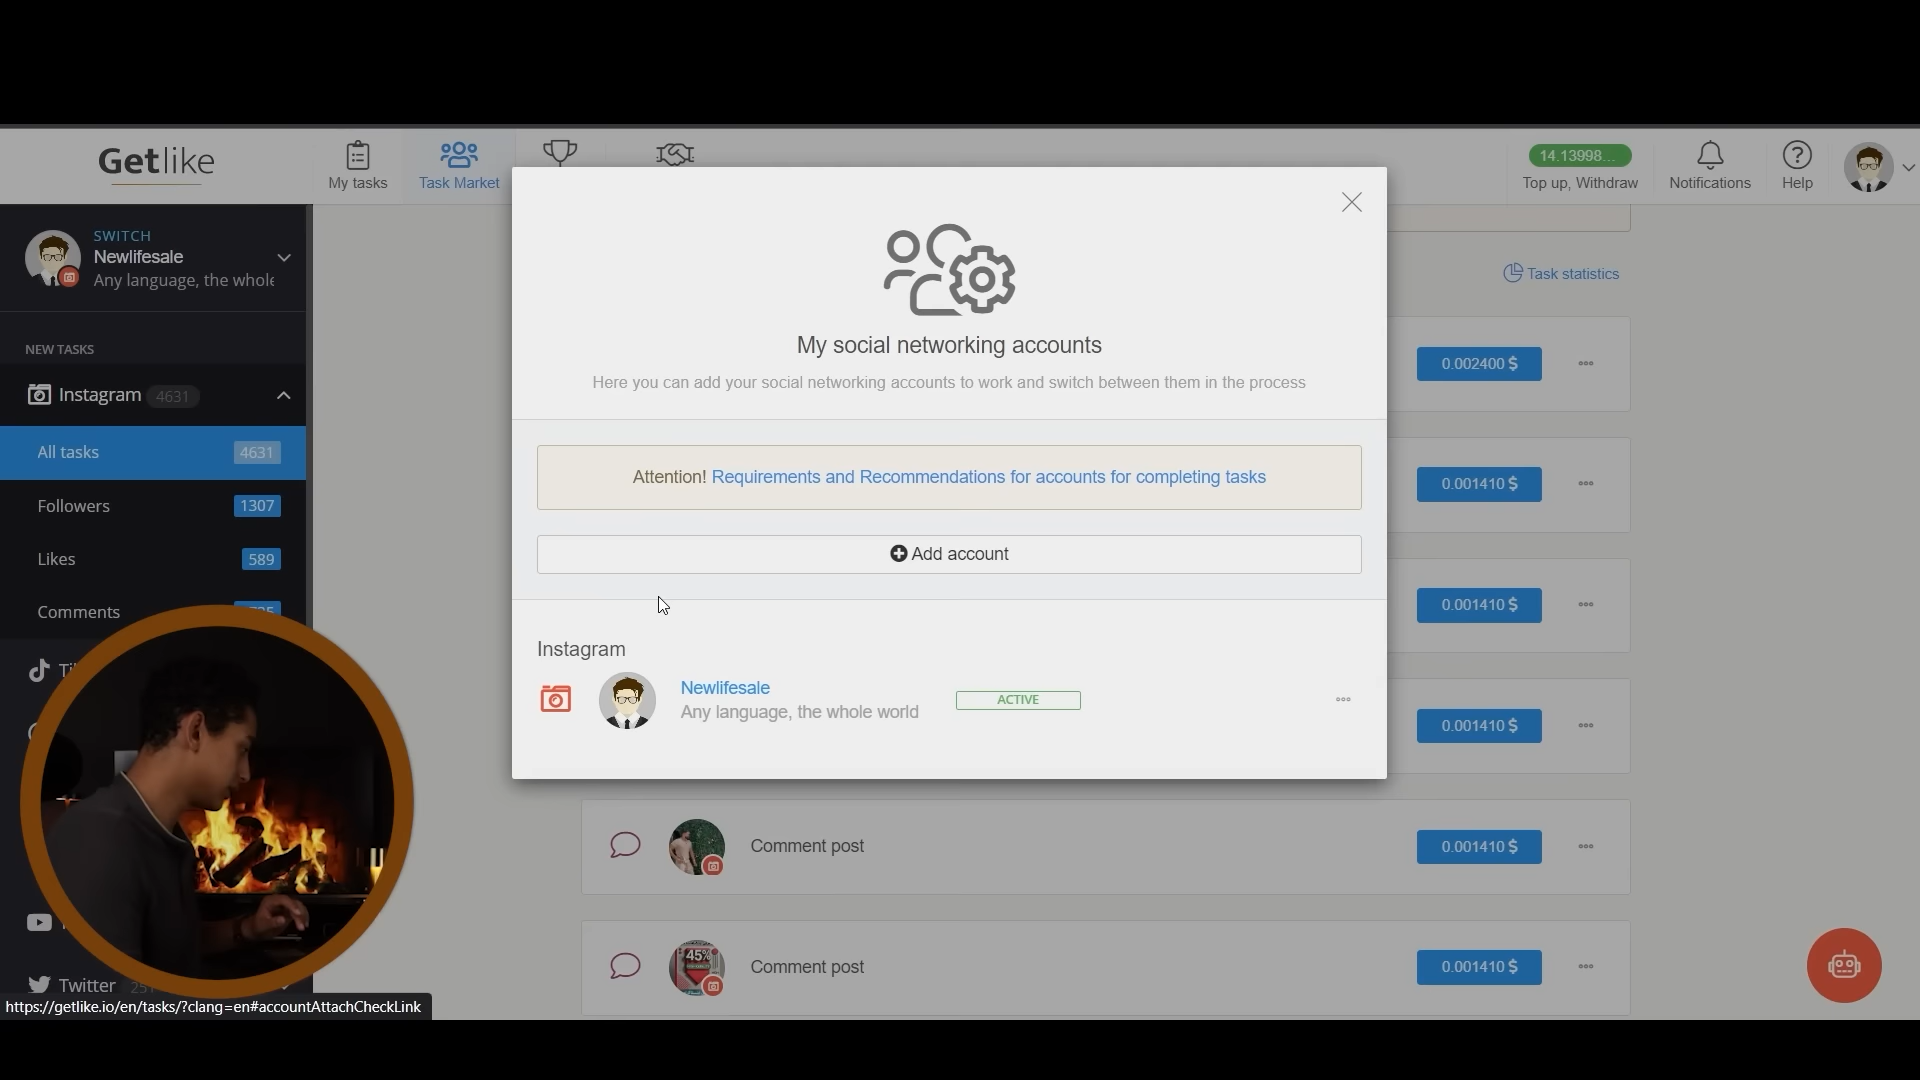 Getlike
My tasks
Task Market
14.13998...
Top up, Withdraw
Notifications
Help
SWITCH
Newlifesale
Any language, the whole
NEW TASKS
Instagram 4631
All tasks 4631
Followers 1307
Likes 589
Comments
Twitter
https://getlike.io/en/tasks/?clang=en#accountAttachCheckLink
My social networking accounts
Here you can add your social networking accounts to work and switch between them in the process
Attention! Requirements and Recommendations for accounts for completing tasks
Add account
Instagram
Newlifesale
Any language, the whole world
ACTIVE
Task statistics
0.002400 $
0.001410 $
0.001410 $
0.001410 $
Comment post
0.001410 $
45%
Comment post
0.001410 $